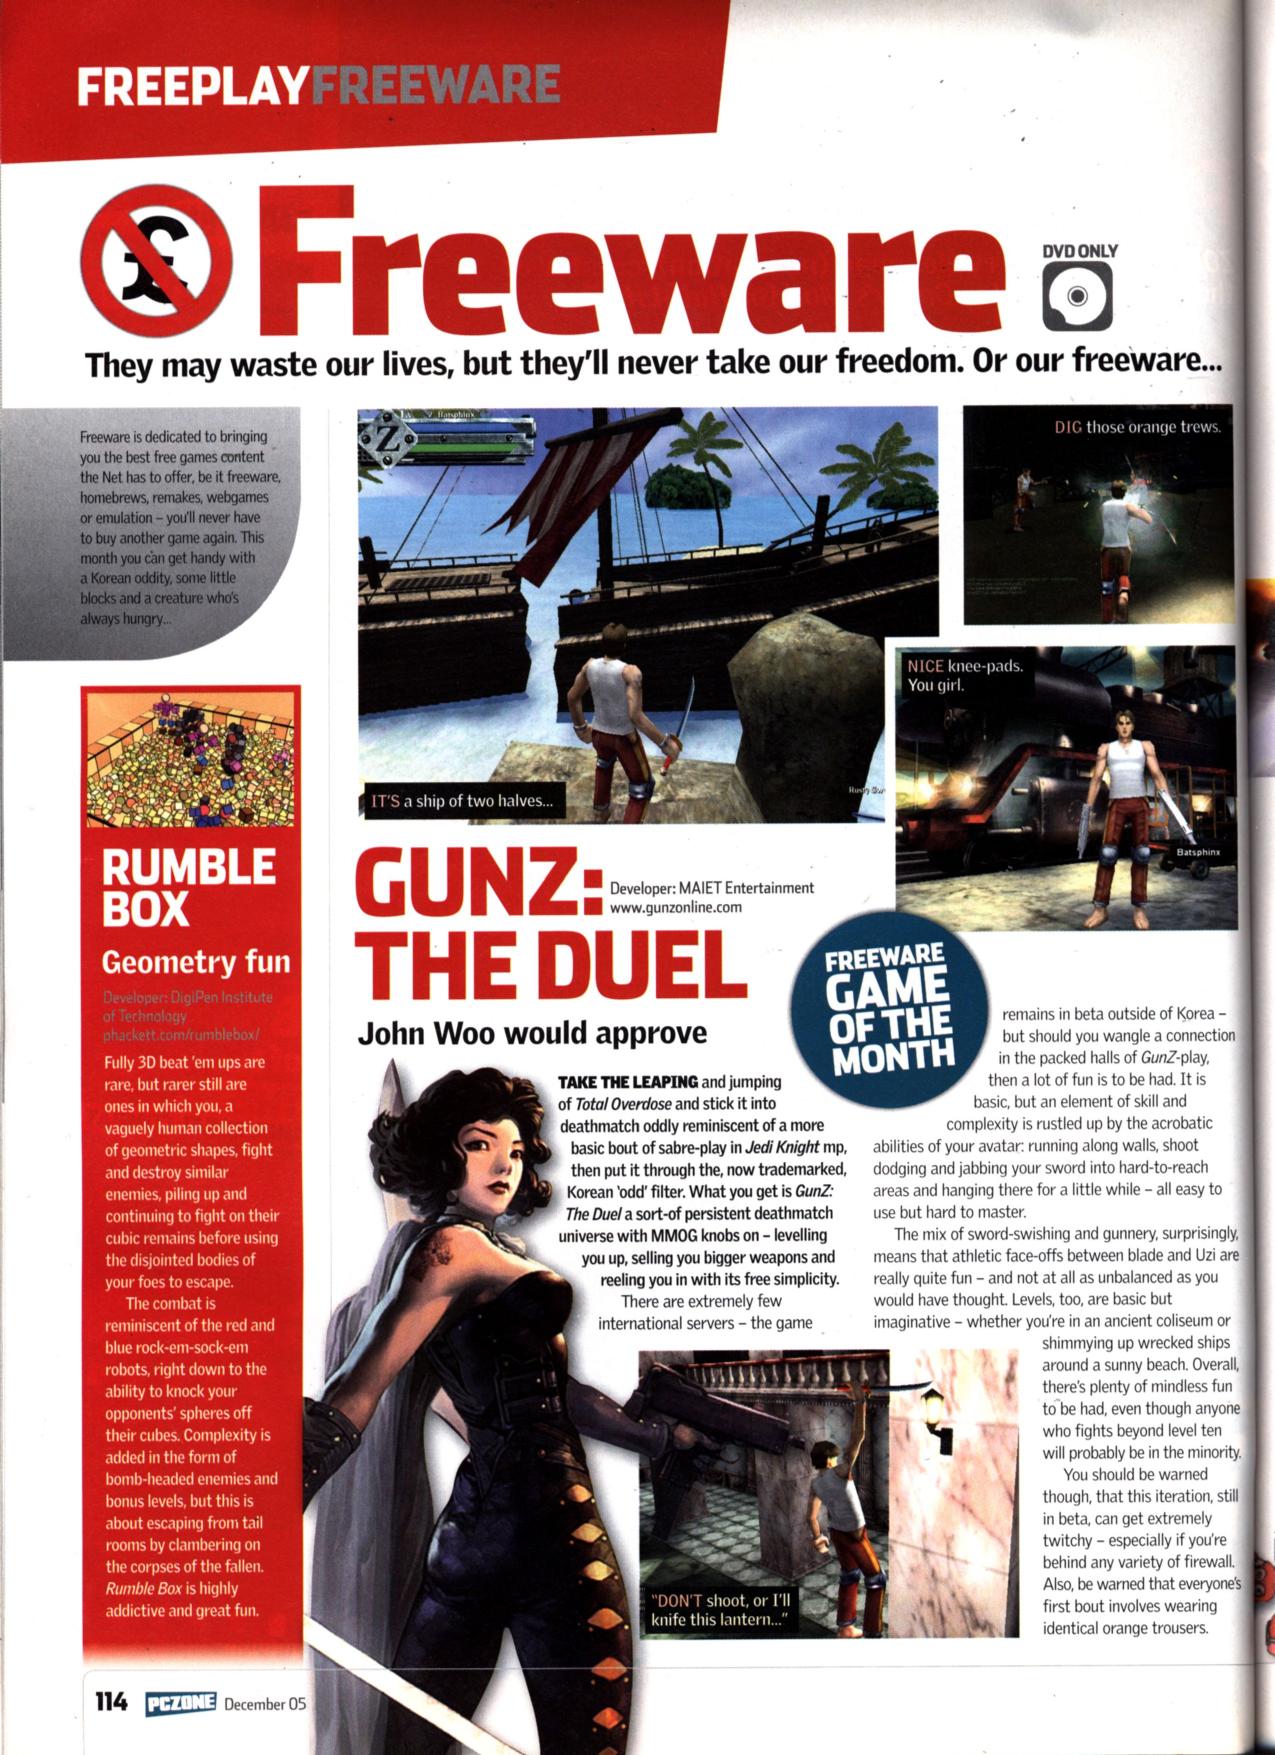 FREEPLAYFREEWARE
£
Freeware
DVD ONLY
They may waste our lives, but they'll never take our freedom. Or our freeware...
Freeware is dedicated to bringing
you the best free games content
the Net has to offer, be it freeware,
homebrews, remakes, webgames
or emulation – you'll never have
to buy another game again. This
month you can get handy with
a Korean oddity, some little
blocks and a creature who's
always hungry...
Z
Batsphinx
IT'S a ship of two halves...
DIG those orange trews.
NICE knee-pads.
You girl.
Batsphinx
RUMBLE
BOX
Geometry fun
Developer: DigiPen Institute
of Technology
phackett.com/rumblebox/
Fully 3D beat 'em ups are
rare, but rarer still are
ones in which you, a
vaguely human collection
of geometric shapes, fight
and destroy similar
enemies, piling up and
continuing to fight on their
cubic remains before using
the disjointed bodies of
your foes to escape.
The combat is
reminiscent of the red and
blue rock-em-sock-em
robots, right down to the
ability to knock your
opponents' spheres off
their cubes. Complexity is
added in the form of
bomb-headed enemies and
bonus levels, but this is
about escaping from tail
rooms by clambering on
the corpses of the fallen.
Rumble Box is highly
addictive and great fun.
GUNZ:
THE DUEL
Developer: MAIET Entertainment
www.gunzonline.com
John Woo would approve
FREEWARE
GAME
OF THE
MONTH
TAKE THE LEAPING and jumping
of Total Overdose and stick it into
deathmatch oddly reminiscent of a more
basic bout of sabre-play in Jedi Knight mp,
then put it through the, now trademarked,
Korean 'odd' filter. What you get is GunZ:
The Duel a sort-of persistent deathmatch
universe with MMOG knobs on – levelling
you up, selling you bigger weapons and
reeling you in with its free simplicity.
There are extremely few
international servers – the game
remains in beta outside of Korea –
but should you wangle a connection
in the packed halls of GunZ-play,
then a lot of fun is to be had. It is
basic, but an element of skill and
complexity is rustled up by the acrobatic
abilities of your avatar: running along walls, shoot
dodging and jabbing your sword into hard-to-reach
areas and hanging there for a little while – all easy to
use but hard to master.
The mix of sword-swishing and gunnery, surprisingly,
means that athletic face-offs between blade and Uzi are
really quite fun – and not at all as unbalanced as you
would have thought. Levels, too, are basic but
imaginative – whether you're in an ancient coliseum or
shimmying up wrecked ships
around a sunny beach. Overall,
there's plenty of mindless fun
to be had, even though anyone
who fights beyond level ten
will probably be in the minority.
You should be warned
though, that this iteration, still
in beta, can get extremely
twitchy – especially if you're
behind any variety of firewall.
Also, be warned that everyone's
first bout involves wearing
identical orange trousers.
"DON'T shoot, or I'll
knife this lantern..."
114 PCZONE December 05